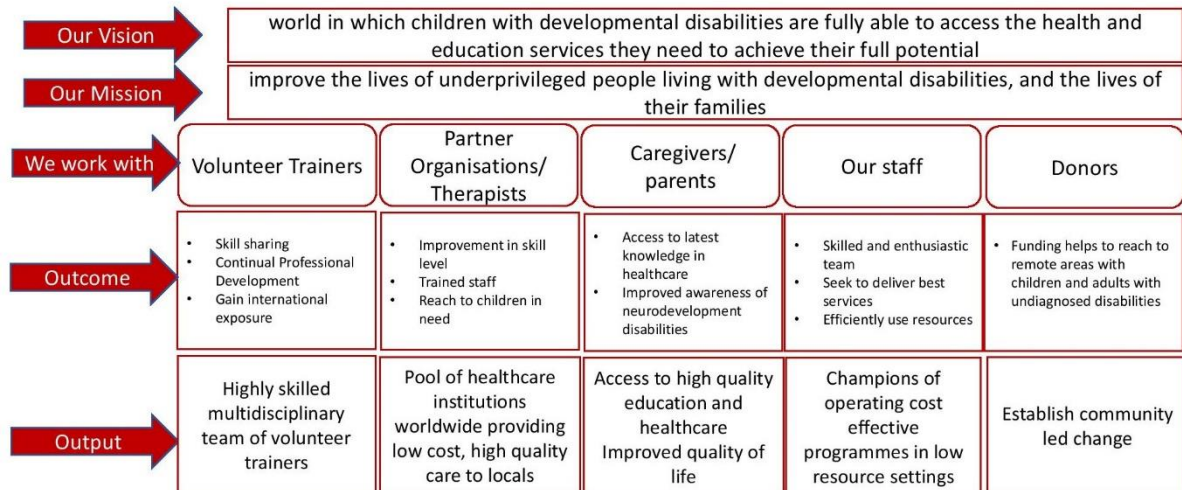 Our Vision
world in which children with developmental disabilities are fully able to access the health and
education services they need to achieve their full potential
Our Mission
improve the lives of underprivileged people living with developmental disabilities, and the lives of
their families
We work with
Volunteer Trainers
Partner
Organisations/
Therapists
Caregivers/
parents
Our staff
Donors
Outcome
• Skill sharing
• Continual Professional
Development
• Gain international
exposure
• Improvement in skill
level
• Trained staff
• Reach to children in
need
• Access to latest
knowledge in
healthcare
• Improved awareness of
neurodevelopment
disabilities
• Skilled and enthusiastic
team
• Seek to deliver best
services
• Efficiently use resources
• Funding helps to reach to
remote areas with
children and adults with
undiagnosed disabilities
Output
Highly skilled
multidisciplinary
team of volunteer
trainers
Pool of healthcare
institutions
worldwide providing
low cost, high quality
care to locals
Access to high quality
education and
healthcare
Improved quality of
life
Champions of
operating cost
effective
programmes in low
resource settings
Establish community
led change